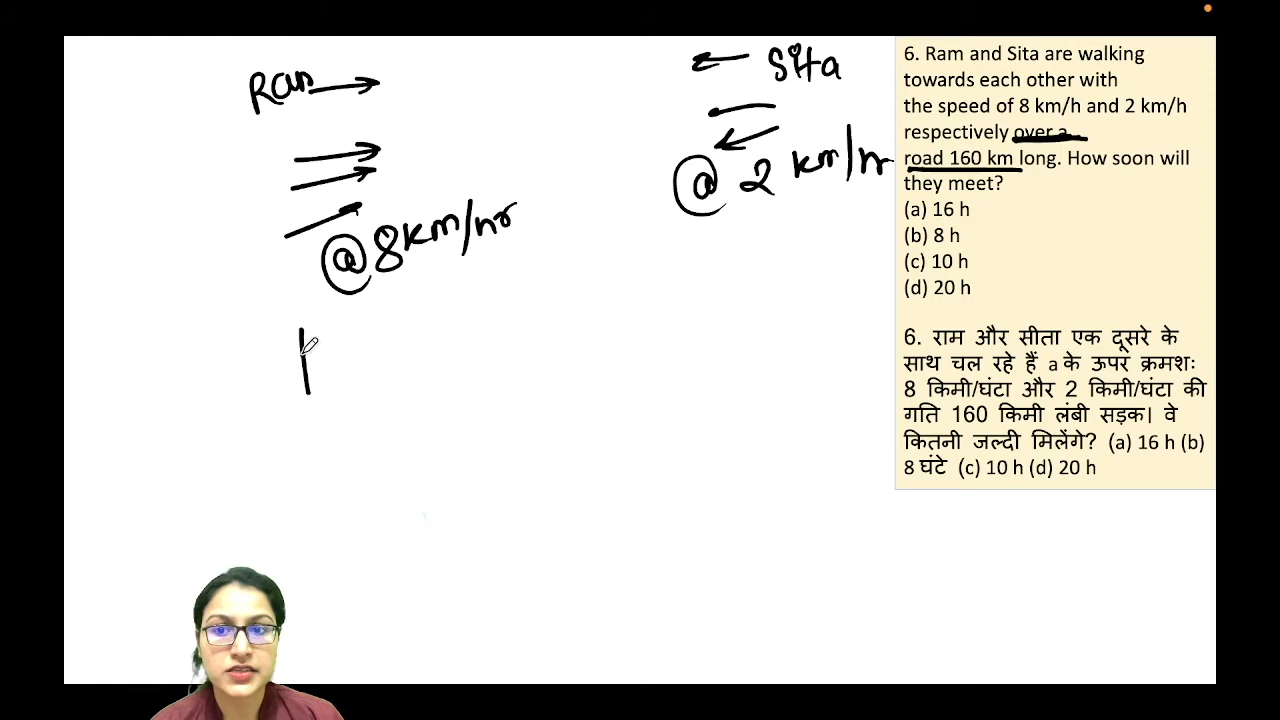 Ram
Sita
@ 8km/hr
@ 2 km/hr
6. Ram and Sita are walking
towards each other with
the speed of 8 km/h and 2 km/h
respectively over a
road 160 km long. How soon will
they meet?
(a) 16 h
(b) 8 h
(c) 10 h
(d) 20 h
6. राम और सीता एक दूसरे के
साथ चल रहे हैं a के ऊपर क्रमशः
8 किमी/घंटा और 2 किमी/घंटा की
गति 160 किमी लंबी सड़क। वे
कितनी जल्दी मिलेंगे? (a) 16 h (b)
8 घंटे (c) 10 h (d) 20 h